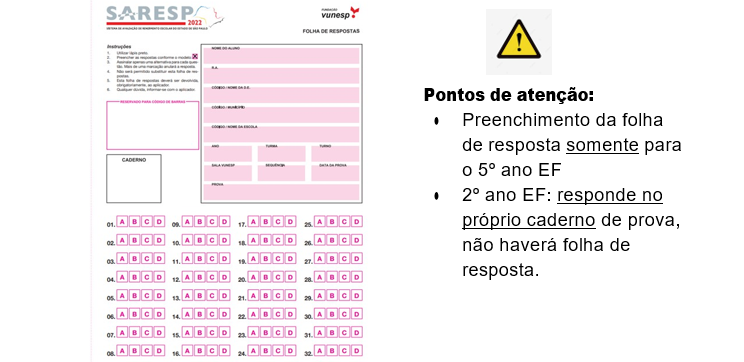 SARESP
2022
SISTEMA DE AVALIAÇÃO DE RENDIMENTO ESCOLAR DO ESTADO DE SÃO PAULO
FUNDAÇÃO
vunesp
FOLHA DE RESPOSTAS
Instruções
1. Utilizar lápis preto.
2. Preencher as respostas conforme o modelo: X
3. Assinalar apenas uma alternativa para cada questão. Mais de uma marcação anulará a resposta.
4. Não será permitido substituir esta folha de respostas.
5. Esta folha de respostas deverá ser devolvida, obrigatoriamente, ao aplicador.
6. Qualquer dúvida, informar-se com o aplicador.
RESERVADO PARA CÓDIGO DE BARRAS
CADERNO
NOME DO ALUNO
R.A.
CÓDIGO / NOME DA D.E.
CÓDIGO / MUNICÍPIO
CÓDIGO / NOME DA ESCOLA
ANO TURMA TURNO
SALA VUNESP SEQUÊNCIA DATA DA PROVA
PROVA
01. A B C D 09. A B C D 17. A B C D 25. A B C D
02. A B C D 10. A B C D 18. A B C D 26. A B C D
03. A B C D 11. A B C D 19. A B C D 27. A B C D
04. A B C D 12. A B C D 20. A B C D 28. A B C D
05. A B C D 13. A B C D 21. A B C D 29. A B C D
06. A B C D 14. A B C D 22. A B C D 30. A B C D
07. A B C D 15. A B C D 23. A B C D 31. A B C D
08. A B C D 16. A B C D 24. A B C D 32. A B C D
Pontos de atenção:
Preenchimento da folha
de resposta somente para
o 5º ano EF
2º ano EF: responde no
próprio caderno de prova,
não haverá folha de
resposta.